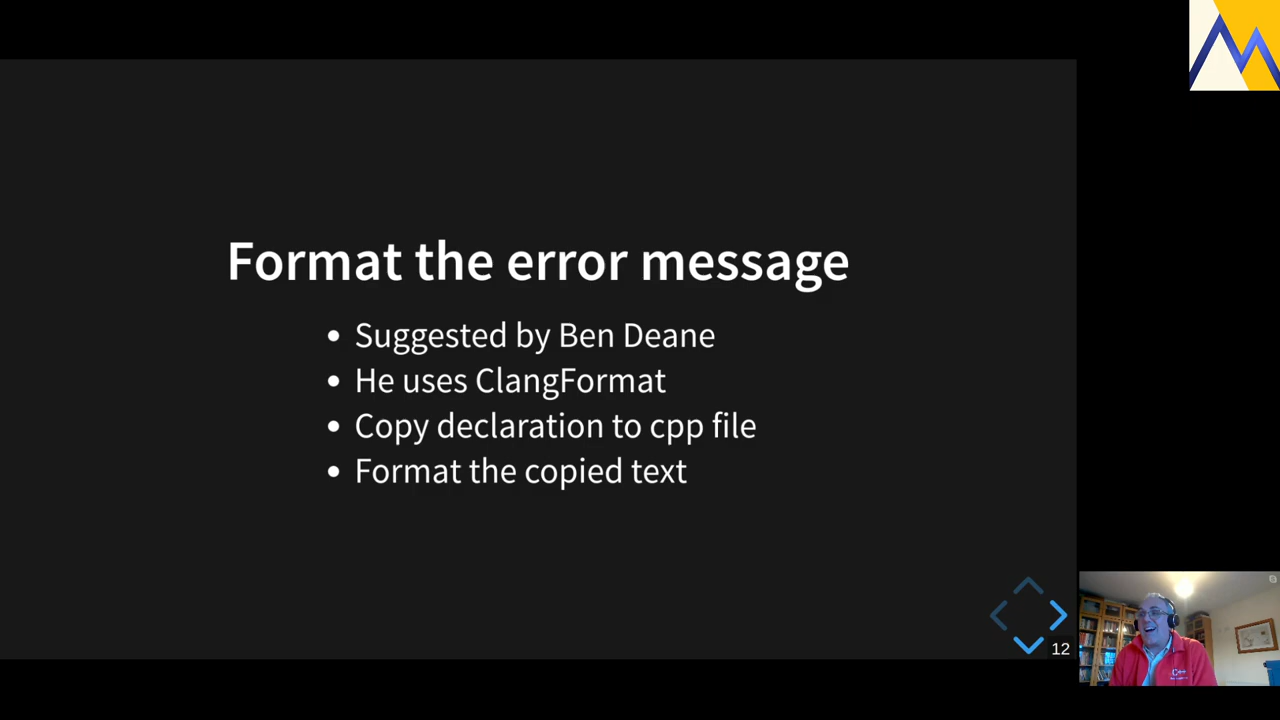 Format the error message
Suggested by Ben Deane
He uses ClangFormat
Copy declaration to cpp file
Format the copied text
12